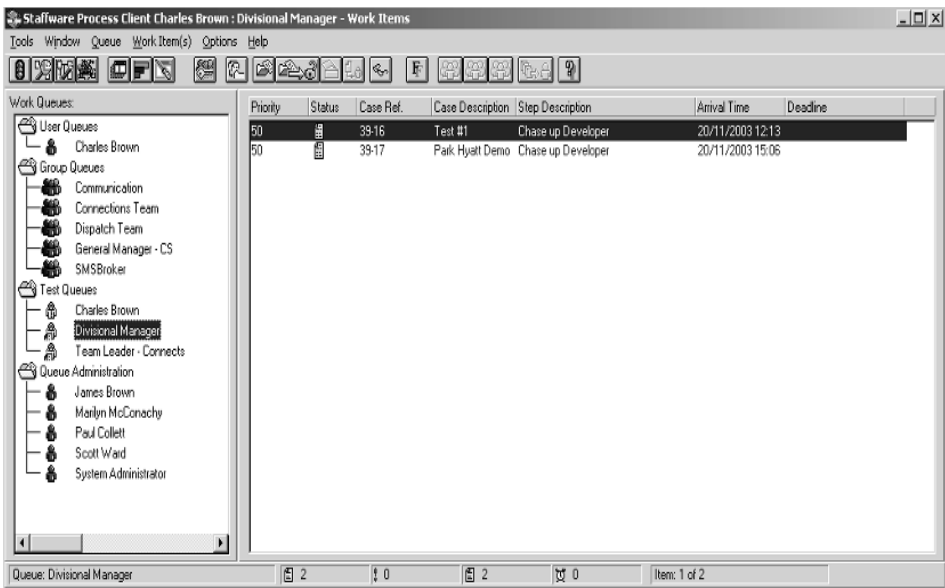 Staffware Process Client Charles Brown : Divisional Manager - Work Items
Tools Window Queue Work Item(s) Options Help
Work Queues:
User Queues
Charles Brown
Group Queues
Communication
Connections Team
Dispatch Team
General Manager - CS
SMSBroker
Test Queues
Charles Brown
Divisional Manager
Team Leader - Connects
Queue Administration
James Brown
Marilyn McConachy
Paul Collett
Scott Ward
System Administrator
Priority Status Case Ref. Case Description Step Description Arrival Time Deadline
50 39-16 Test #1 Chase up Developer 20/11/2003 12:13
50 39-17 Park Hyatt Demo Chase up Developer 20/11/2003 15:06
Queue: Divisional Manager 2 0 2 0 Item: 1 of 2